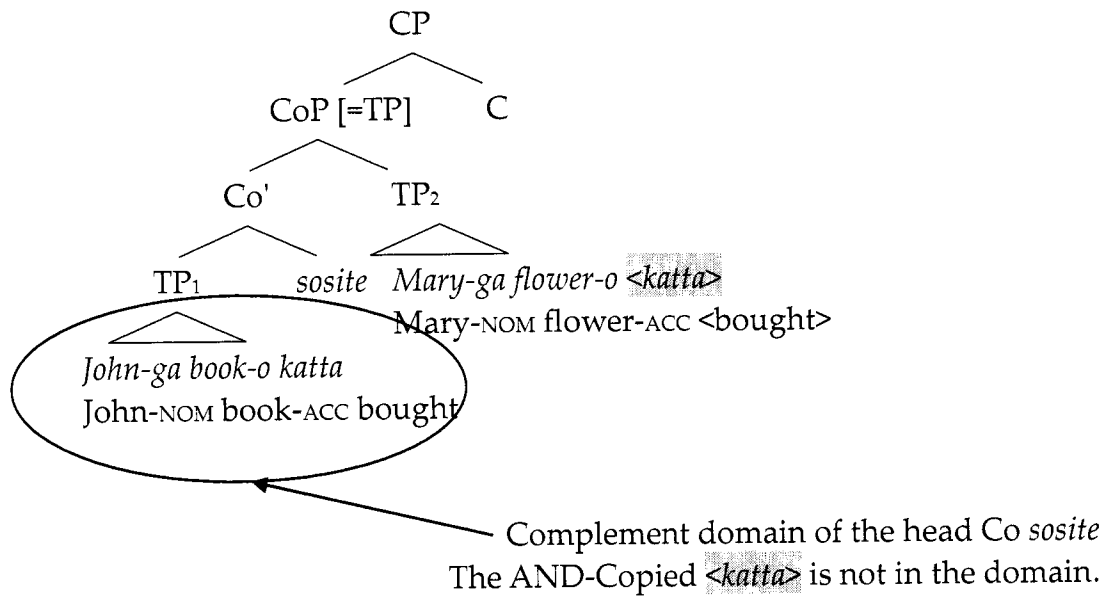 CP
CoP [=TP] C
Co' TP₂
TP₁ sosite Mary-ga flower-o <katta>
Mary-NOM flower-ACC <bought>
John-ga book-o katta
John-NOM book-ACC bought
Complement domain of the head Co sosite
The AND-Copied <katta> is not in the domain.